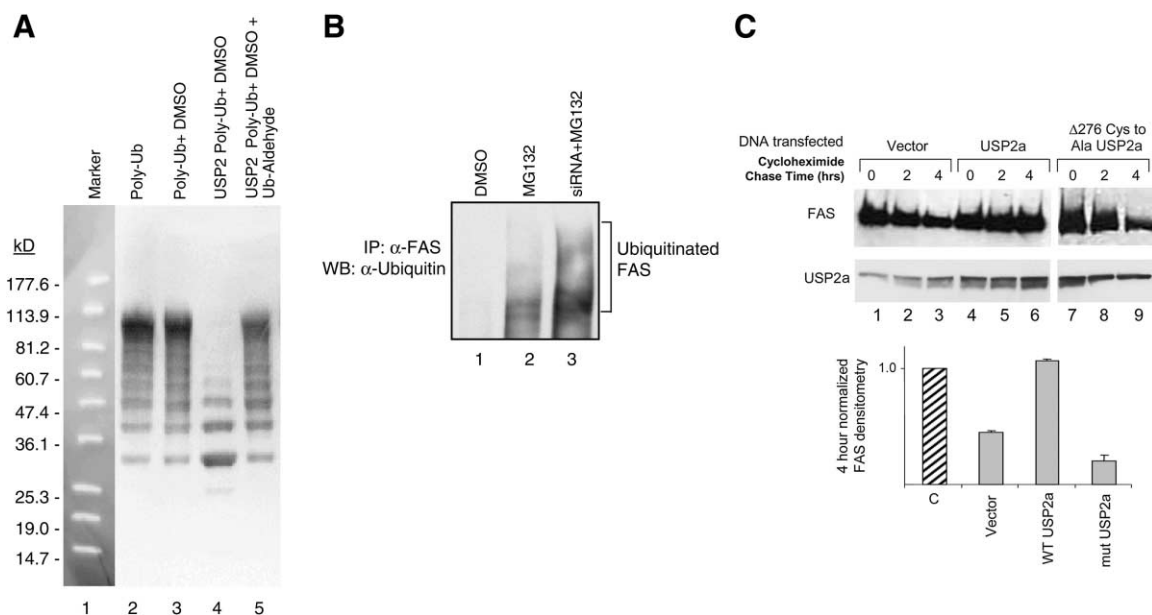 A
Marker
Poly-Ub
Poly-Ub+ DMSO
USP2 Poly-Ub+ DMSO
USP2 Poly-Ub+ DMSO +
Ub-Aldehyde
kD
177.6 -
113.9 -
81.2 -
60.7 -
47.4 -
36.1 -
25.3 -
19.0 -
14.7 -
1 2 3 4 5
B
DMSO
MG132
siRNA+MG132
IP: α-FAS
WB: α-Ubiquitin
Ubiquitinated
FAS
1 2 3
C
DNA transfected
Vector
USP2a
Δ276 Cys to
Ala USP2a
Cycloheximide
Chase Time (hrs)
0 2 4 0 2 4 0 2 4
FAS
USP2a
1 2 3 4 5 6 7 8 9
4 hour normalized
FAS densitometry
1.0
C
Vector
WT USP2a
mut USP2a